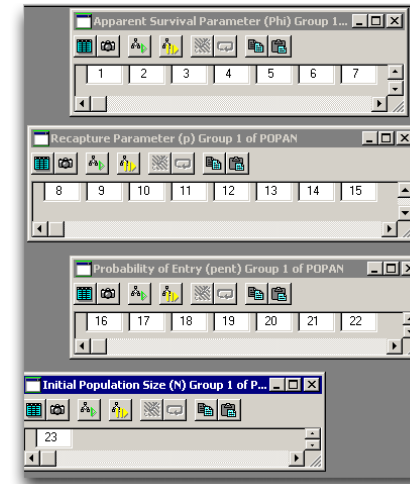 Apparent Survival Parameter (Phi) Group 1...
1 2 3 4 5 6 7
Recapture Parameter (p) Group 1 of POPAN
8 9 10 11 12 13 14 15
Probability of Entry (pent) Group 1 of POPAN
16 17 18 19 20 21 22
Initial Population Size (N) Group 1 of P...
23